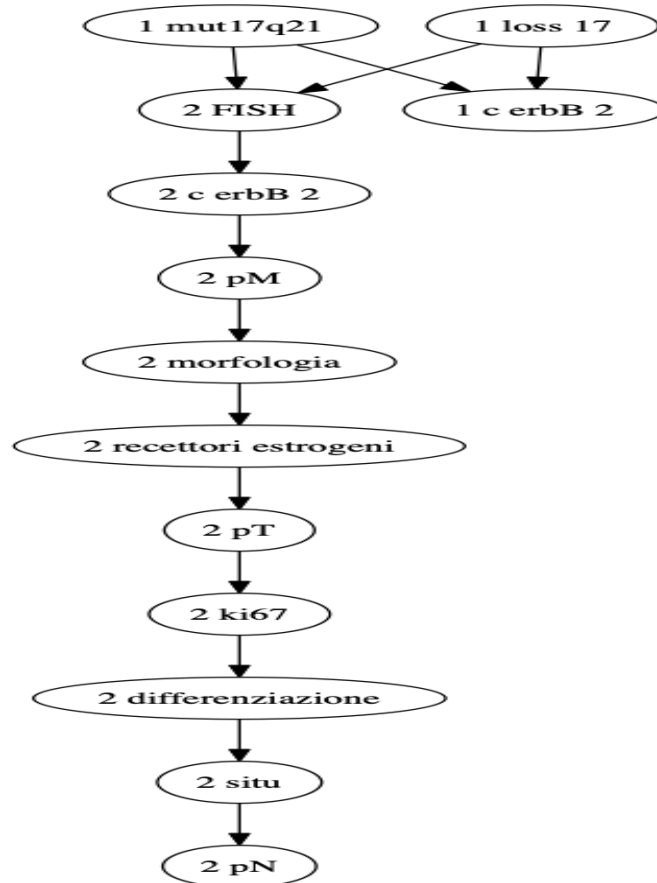 1 mut17q21
1 loss 17
2 FISH
1 c erbB 2
2 c erbB 2
2 pM
2 morfologia
2 recettori estrogeni
2 pT
2 ki67
2 differenziazione
2 situ
2 pN